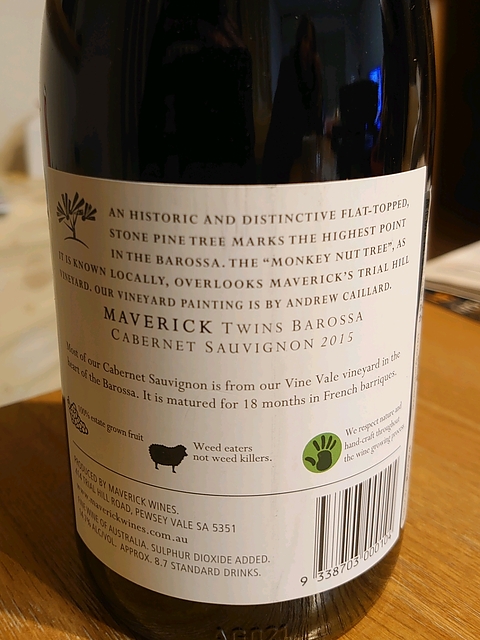 AN HISTORIC AND DISTINCTIVE FLAT-TOPPED,
STONE PINE TREE MARKS THE HIGHEST POINT
IN THE BAROSSA. THE “MONKEY NUT TREE”, AS
IT IS KNOWN LOCALLY, OVERLOOKS MAVERICK'S TRIAL HILL
VINEYARD. OUR VINEYARD PAINTING IS BY ANDREW CAILLARD.
MAVERICK TWINS BAROSSA
CABERNET SAUVIGNON 2015
Most of our Cabernet Sauvignon is from our Vine Vale vineyard in the
heart of the Barossa. It is matured for 18 months in French barriques.
100% estate grown fruit
Weed eaters
not weed killers.
We respect nature and
hand-craft throughout
the wine growing process
PRODUCED BY MAVERICK WINES.
TRIAL HILL ROAD, PEWSEY VALE SA 5351
www.maverickwines.com.au
WINE OF AUSTRALIA. SULPHUR DIOXIDE ADDED.
ALC/VOL. APPROX. 8.7 STANDARD DRINKS.
9 338703 000104